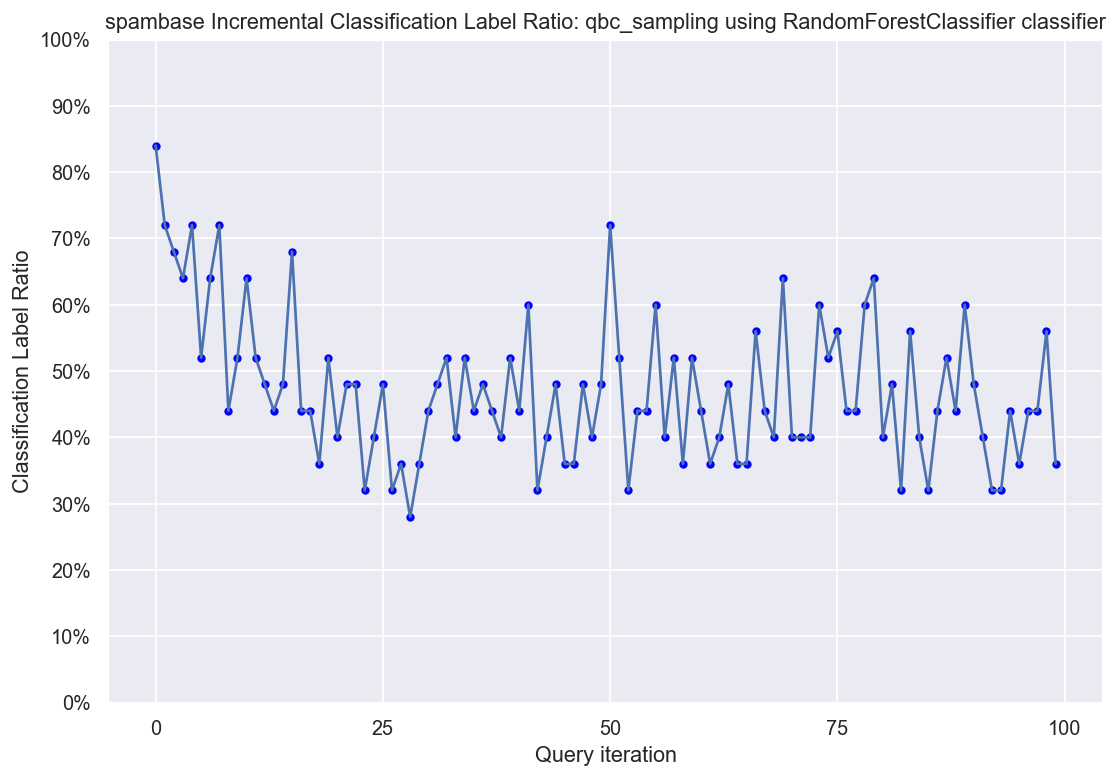 spambase Incremental Classification Label Ratio: qbc_sampling using RandomForestClassifier classifier
100%
90%
80%
70%
60%
50%
40%
30%
20%
10%
0%
Classification Label Ratio
0 25 50 75 100
Query iteration